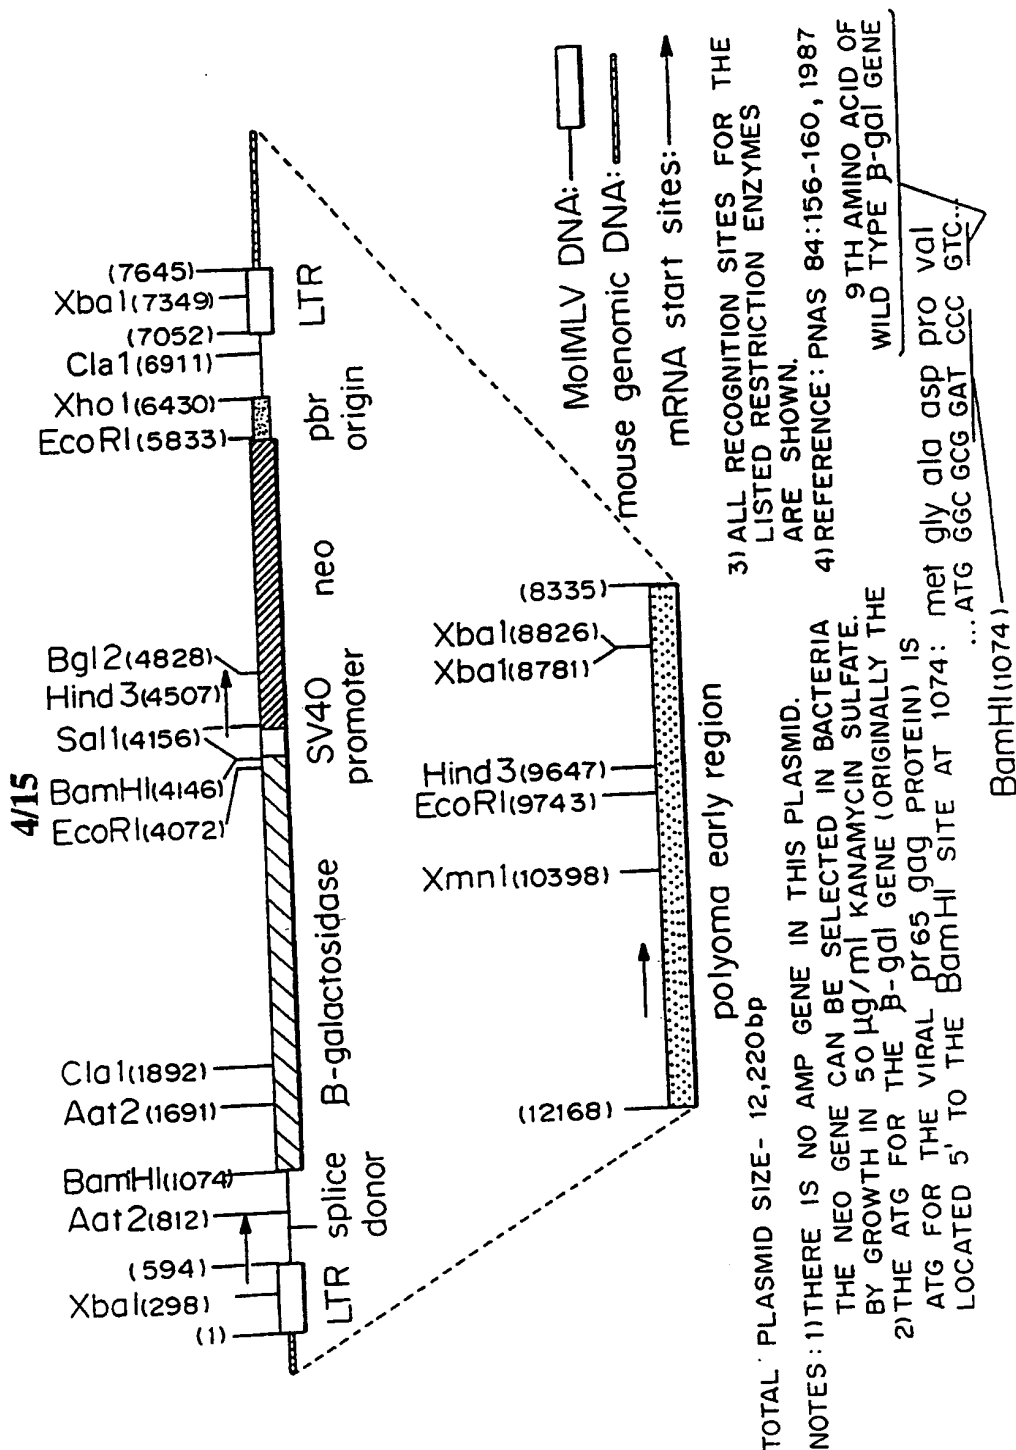 4/15
(1)
XbaI(298)
(594)
Aat2(812)
BamHI(1074)
Aat2(1691)
Cla1(1892)
EcoRI(4072)
BamHI(4146)
Sal1(4156)
Hind3(4507)
Bgl2(4828)
EcoRI(5833)
Xho1(6430)
Cla1(6911)
(7052)
Xba1(7349)
(7645)
LTR
splice
donor
B-galactosidase
SV40
promoter
neo
pbr
origin
LTR
(12168)
Xmn1(10398)
EcoRI(9743)
Hind3(9647)
Xba1(8781)
Xba1(8826)
(8335)
polyoma early region
MolMLV DNA:
mouse genomic DNA:
mRNA start sites:
TOTAL PLASMID SIZE- 12,220bp
NOTES: 1) THERE IS NO AMP GENE IN THIS PLASMID.
THE NEO GENE CAN BE SELECTED IN BACTERIA
BY GROWTH IN 50 µg/ml KANAMYCIN SULFATE.
2) THE ATG FOR THE β-gal GENE (ORIGINALLY THE
ATG FOR THE VIRAL pr65 gag PROTEIN) IS
LOCATED 5' TO THE BamHI SITE AT 1074: met gly ala asp pro val
...ATG GGC GCG GAT CCC GTC...
BamHI(1074)
3) ALL RECOGNITION SITES FOR THE
LISTED RESTRICTION ENZYMES
ARE SHOWN.
4) REFERENCE: PNAS 84:156-160, 1987
9TH AMINO ACID OF
WILD TYPE β-gal GENE